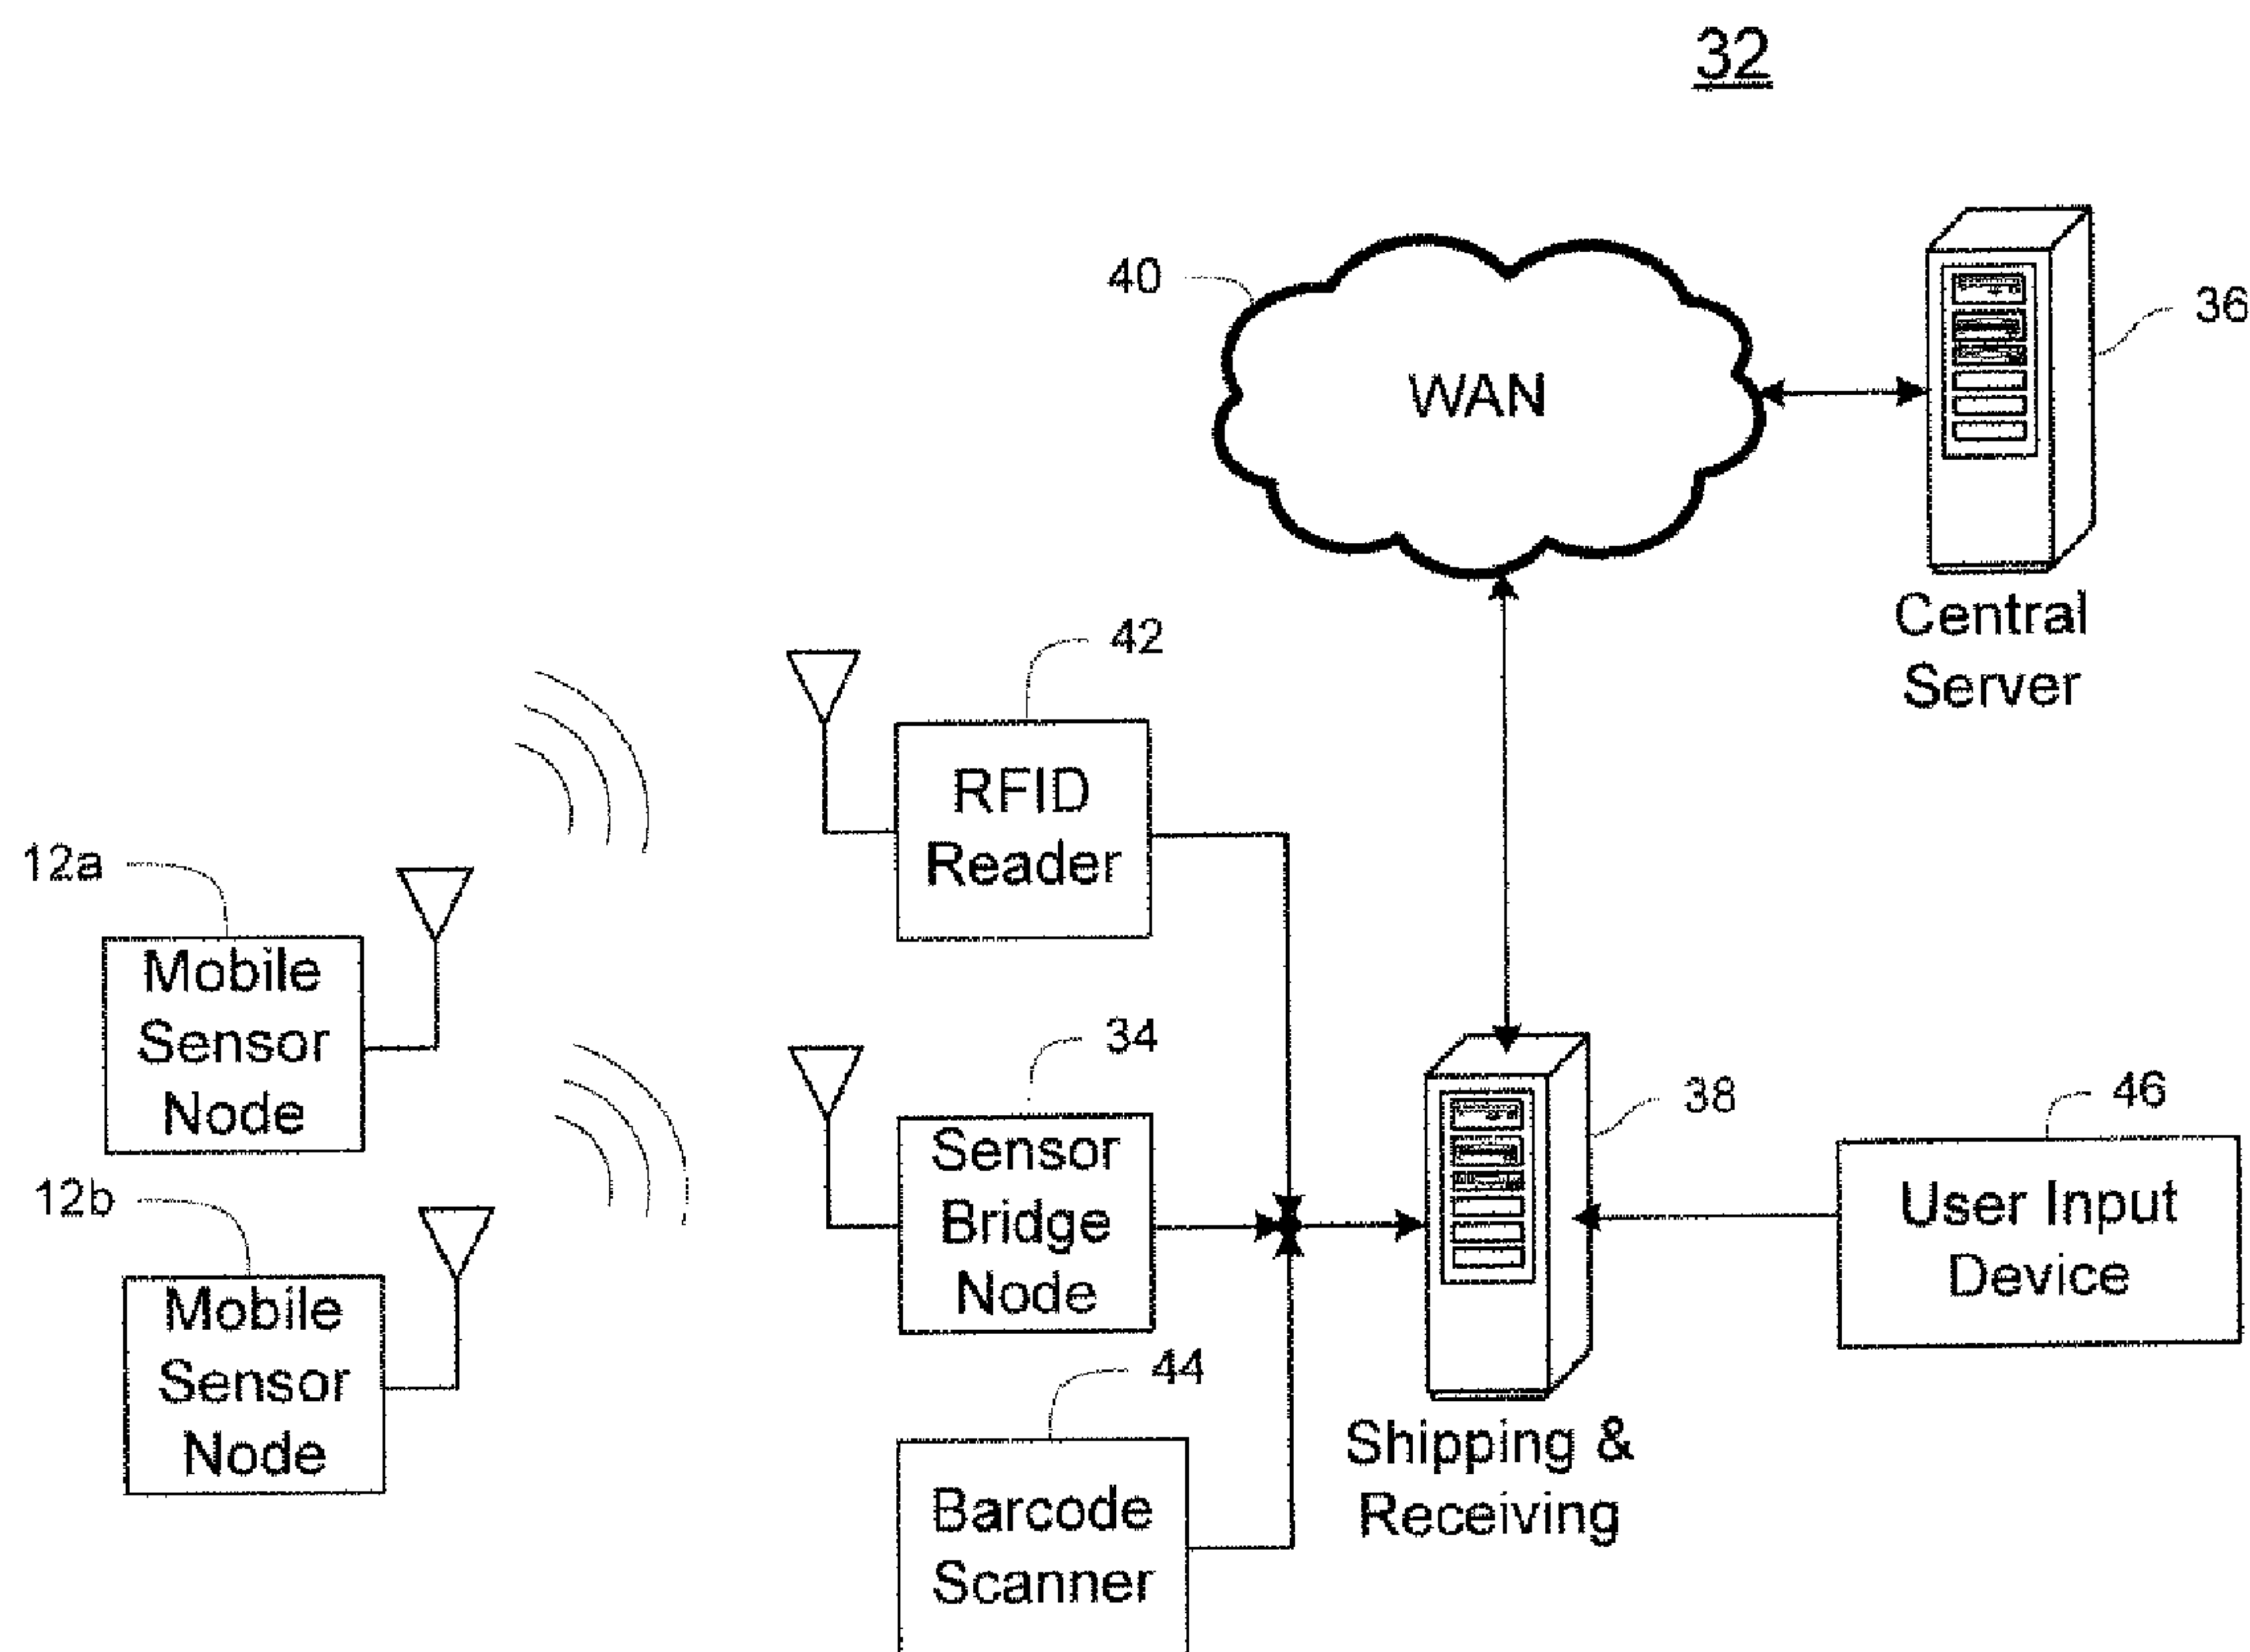 32
40
WAN
36
Central
Server
42
RFID
Reader
12a
Mobile
Sensor
Node
34
Sensor
Bridge
Node
38
46
User Input
Device
12b
Mobile
Sensor
Node
44
Barcode
Scanner
Shipping &
Receiving